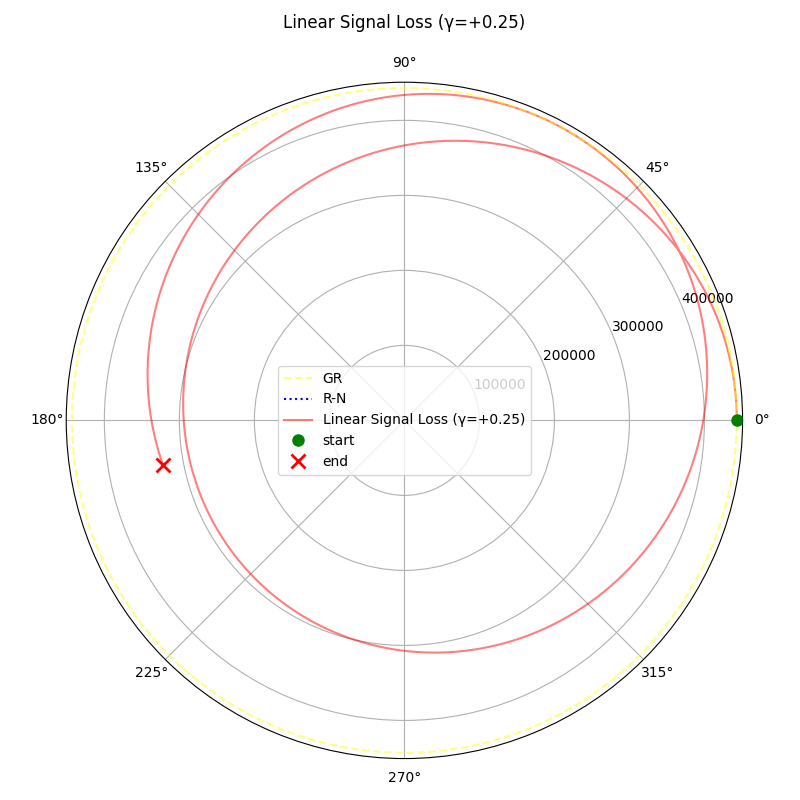 Linear Signal Loss (γ=+0.25)
90°
135°
45°
400000
300000
200000
100000
180°
0°
GR
R-N
Linear Signal Loss (γ=+0.25)
start
end
225°
315°
270°